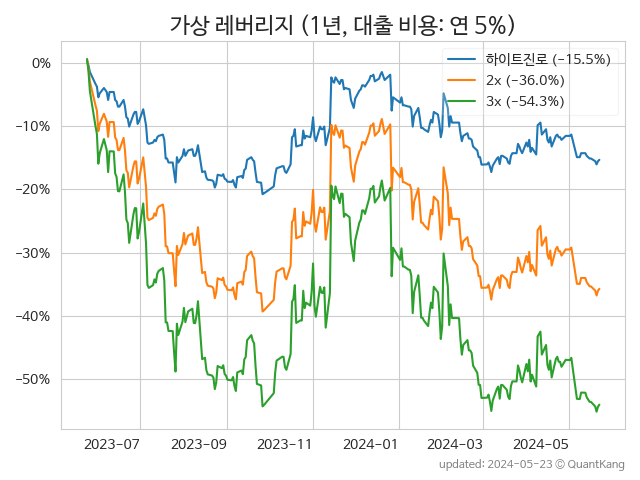 가상 레버리지 (1년, 대출 비용: 연 5%)
하이트진로 (−15.5%)
2x (−36.0%)
3x (−54.3%)
0%
−10%
−20%
−30%
−40%
−50%
2023-07 2023-09 2023-11 2024-01 2024-03 2024-05
updated: 2024-05-23 ⓒ QuantKang